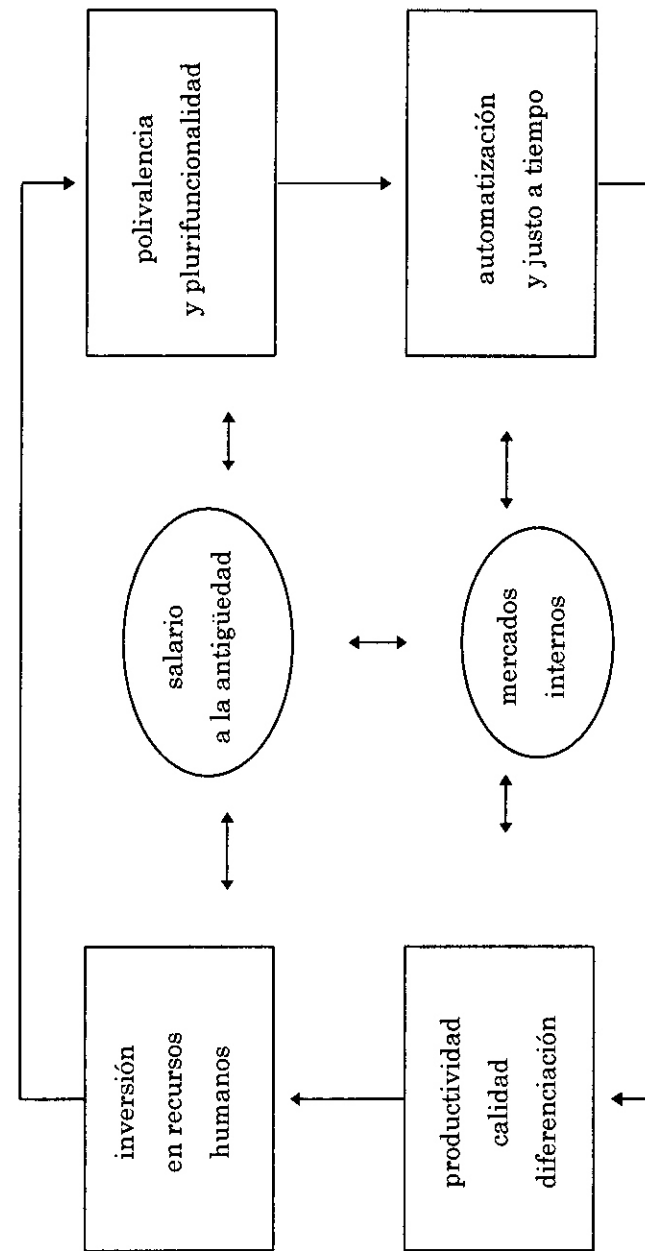 inversión
en recursos
humanos
salario
a la antigüedad
polivalencia
y plurifuncionalidad
productividad
calidad
diferenciación
mercados
internos
automatización
y justo a tiempo